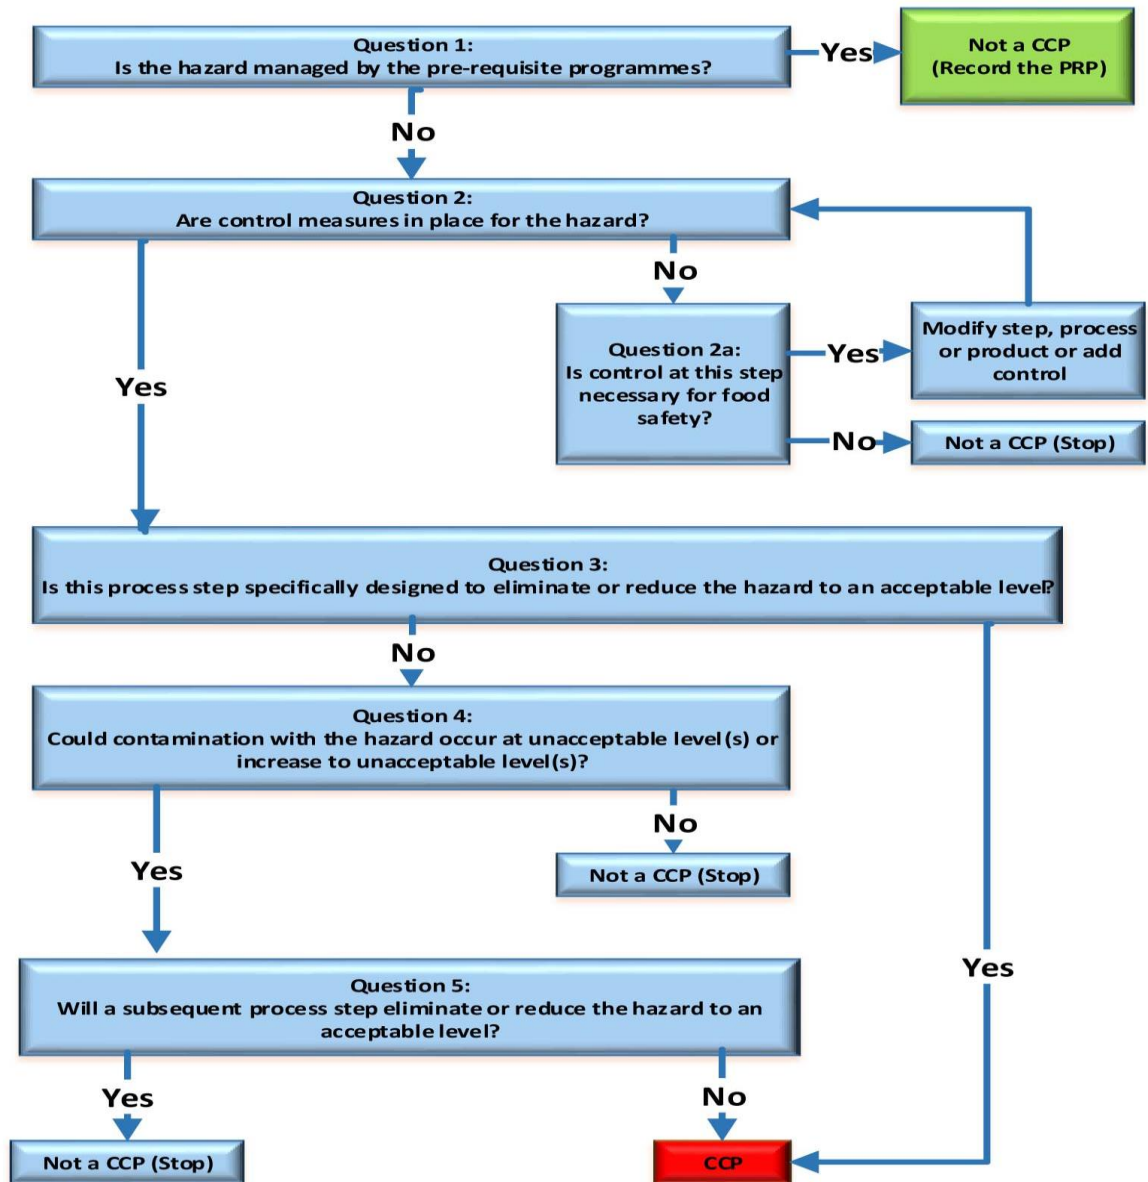 Question 1:
Is the hazard managed by the pre-requisite programmes?
Yes
Not a CCP
(Record the PRP)
No
Question 2:
Are control measures in place for the hazard?
No
Yes
Question 2a:
Is control at this step
necessary for food
safety?
Yes
Modify step, process
or product or add
control
No
Not a CCP (Stop)
Question 3:
Is this process step specifically designed to eliminate or reduce the hazard to an acceptable level?
No
Question 4:
Could contamination with the hazard occur at unacceptable level(s) or
increase to unacceptable level(s)?
No
Yes
Not a CCP (Stop)
Yes
Question 5:
Will a subsequent process step eliminate or reduce the hazard to an
acceptable level?
Yes
No
Not a CCP (Stop)
CCP